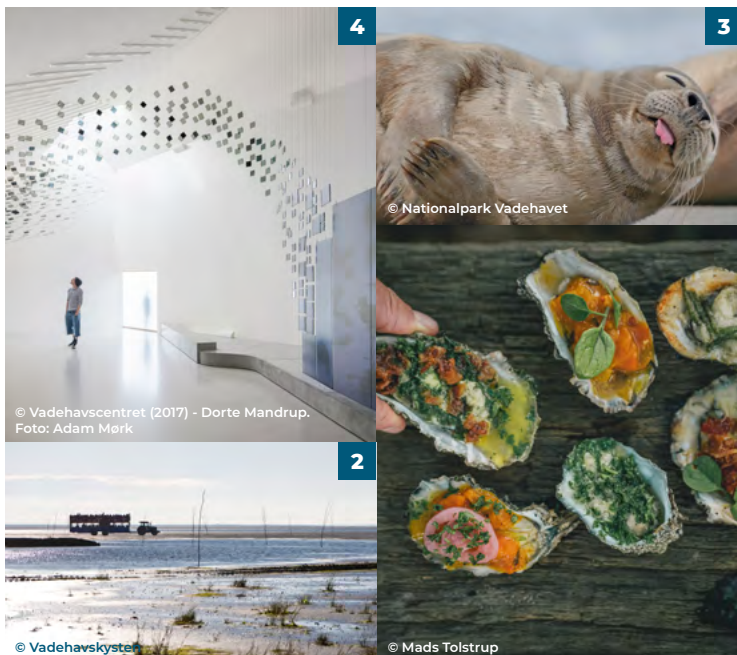 4
© Vadehavscentret (2017) - Dorte Mandrup.
Foto: Adam Mørk
3
© Nationalpark Vadehavet
2
© Vadehavskysten
© Mads Tolstrup